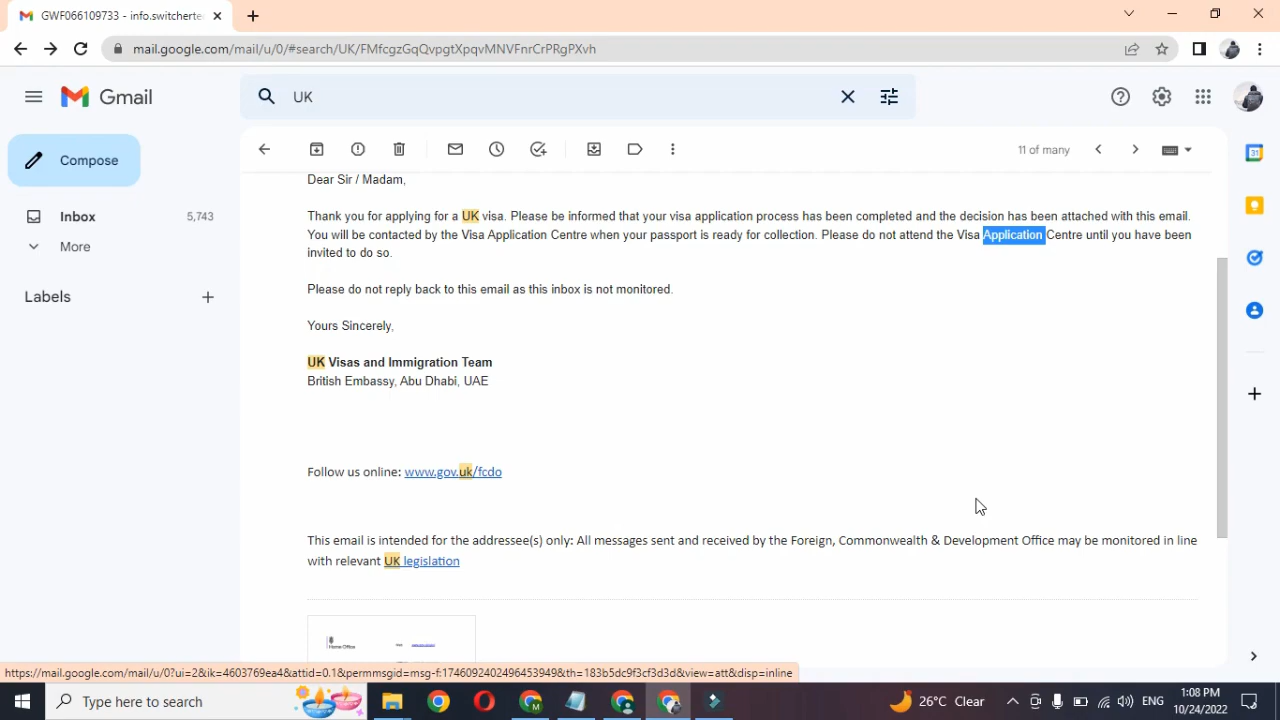 GWF066109733 - info.switcherte
mail.google.com/mail/u/0/#search/UK/FMfcgzGqQvpgtXpqvMNVFnrCrPRgPXvh
Gmail
UK
Compose
11 of many
Inbox 5,743
More
Labels
Dear Sir / Madam,
Thank you for applying for a UK visa. Please be informed that your visa application process has been completed and the decision has been attached with this email.
You will be contacted by the Visa Application Centre when your passport is ready for collection. Please do not attend the Visa Application Centre until you have been
invited to do so.
Please do not reply back to this email as this inbox is not monitored.
Yours Sincerely,
UK Visas and Immigration Team
British Embassy, Abu Dhabi, UAE
Follow us online: www.gov.uk/fcdo
This email is intended for the addressee(s) only: All messages sent and received by the Foreign, Commonwealth & Development Office may be monitored in line
with relevant UK legislation
Home Office
31
https://mail.google.com/mail/u/0?ui=2&ik=4603769ea4&attid=0.1&permmsgid=msg-f:1746092402496453949&th=183b5dc9f3cf3d3d&view=att&disp=inline
Type here to search
M
26°C Clear
ENG
1:08 PM
10/24/2022